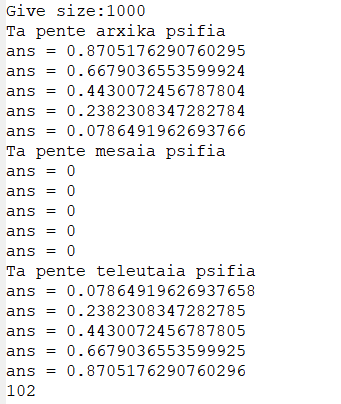 Give size:1000
Ta pente arxika psifia
ans = 0.8705176290760295
ans = 0.6679036553599924
ans = 0.4430072456787804
ans = 0.2382308347282784
ans = 0.0786491962693766
Ta pente mesaia psifia
ans = 0
ans = 0
ans = 0
ans = 0
ans = 0
Ta pente teleutaia psifia
ans = 0.07864919626937658
ans = 0.2382308347282785
ans = 0.4430072456787805
ans = 0.6679036553599925
ans = 0.8705176290760296
102